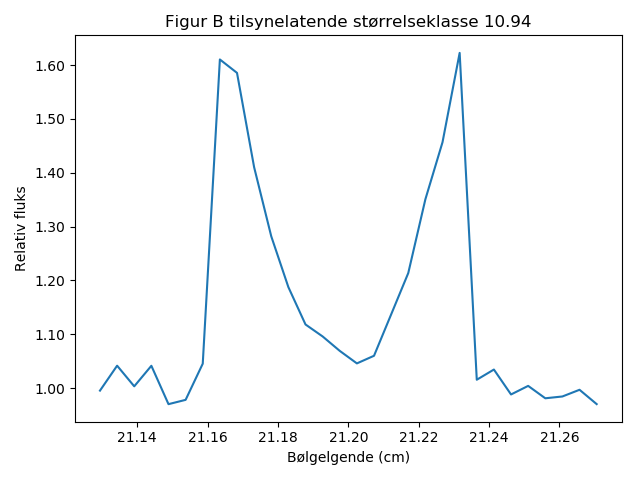 Figur B tilsynelatende størrelseklasse 10.94
Relativ fluks
1.60
1.50
1.40
1.30
1.20
1.10
1.00
21.14 21.16 21.18 21.20 21.22 21.24 21.26
Bølgelgende (cm)